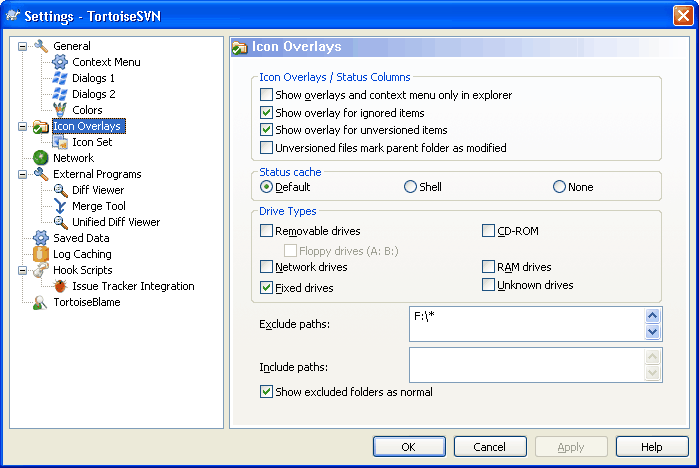 Settings - TortoiseSVN
General
Context Menu
Dialogs 1
Dialogs 2
Colors
Icon Overlays
Icon Set
Network
External Programs
Diff Viewer
Merge Tool
Unified Diff Viewer
Saved Data
Log Caching
Hook Scripts
Issue Tracker Integration
TortoiseBlame
Icon Overlays
Icon Overlays / Status Columns
Show overlays and context menu only in explorer
Show overlay for ignored items
Show overlay for unversioned items
Unversioned files mark parent folder as modified
Status cache
Default Shell None
Drive Types
Removable drives CD-ROM
Floppy drives (A: B:)
Network drives RAM drives
Fixed drives Unknown drives
Exclude paths: F:\*
Include paths:
Show excluded folders as normal
OK Cancel Apply Help